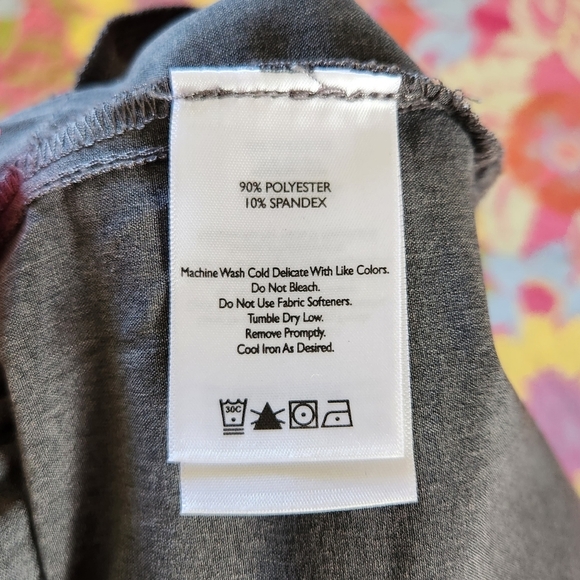 90% POLYESTER
10% SPANDEX
Machine Wash Cold Delicate With Like Colors.
Do Not Bleach.
Do Not Use Fabric Softeners.
Tumble Dry Low.
Remove Promptly.
Cool Iron As Desired.
30C